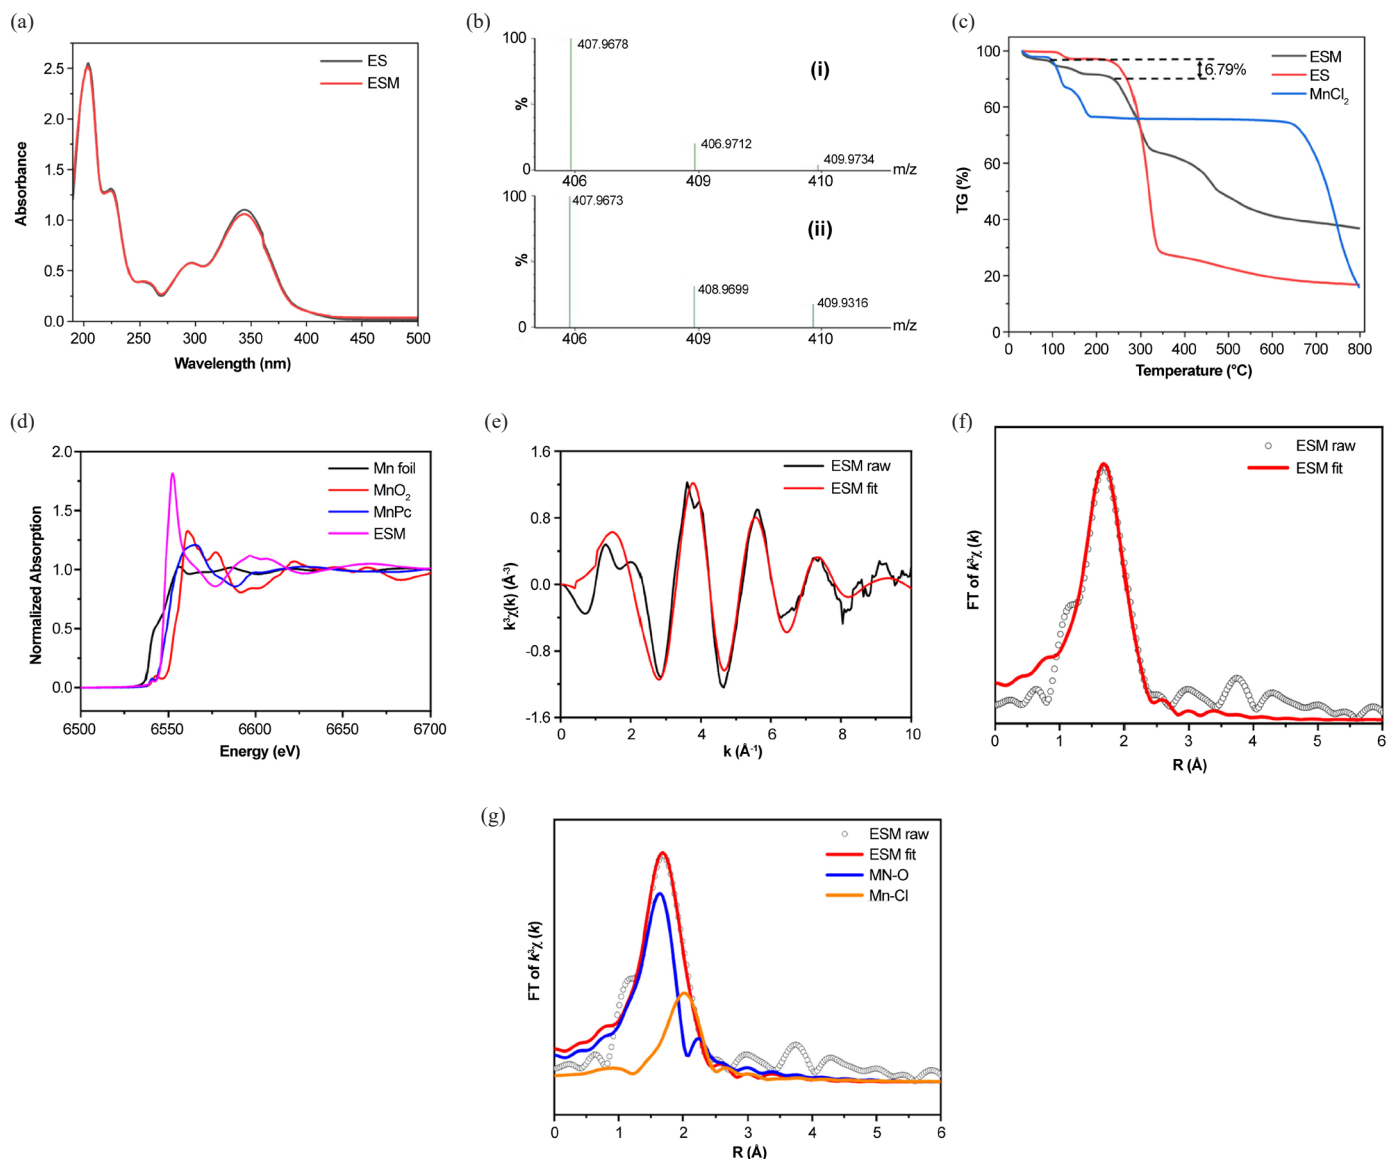 (a)
ES
ESM
Absorbance
2.5
2.0
1.5
1.0
0.5
0.0
200 250 300 350 400 450 500
Wavelength (nm)
(b)
100
407.9678
(i)
%
406.9712
409.9734
0
406 409 410 m/z
100
407.9673
(ii)
%
408.9699
409.9316
0
406 409 410 m/z
(c)
100
ESM
ES
MnCl2
6.79%
60
60
40
20
0
TG (%)
0 100 200 300 400 500 600 700 800
Temperature (°C)
(d)
2.0
Mn foil
MnO2
MnPc
ESM
1.5
1.0
0.5
0.0
Normalized Absorption
6500 6550 6600 6650 6700
Energy (eV)
(e)
1.6
ESM raw
ESM fit
0.8
0.0
-0.8
-1.6
k³χ(k) (Å-³)
0 2 4 6 8 10
k (Å-¹)
(f)
ESM raw
ESM fit
FT of k³χ (k)
0 1 2 3 4 5 6
R (Å)
(g)
ESM raw
ESM fit
MN-O
Mn-Cl
FT of k³χ (k)
0 1 2 3 4 5 6
R (Å)